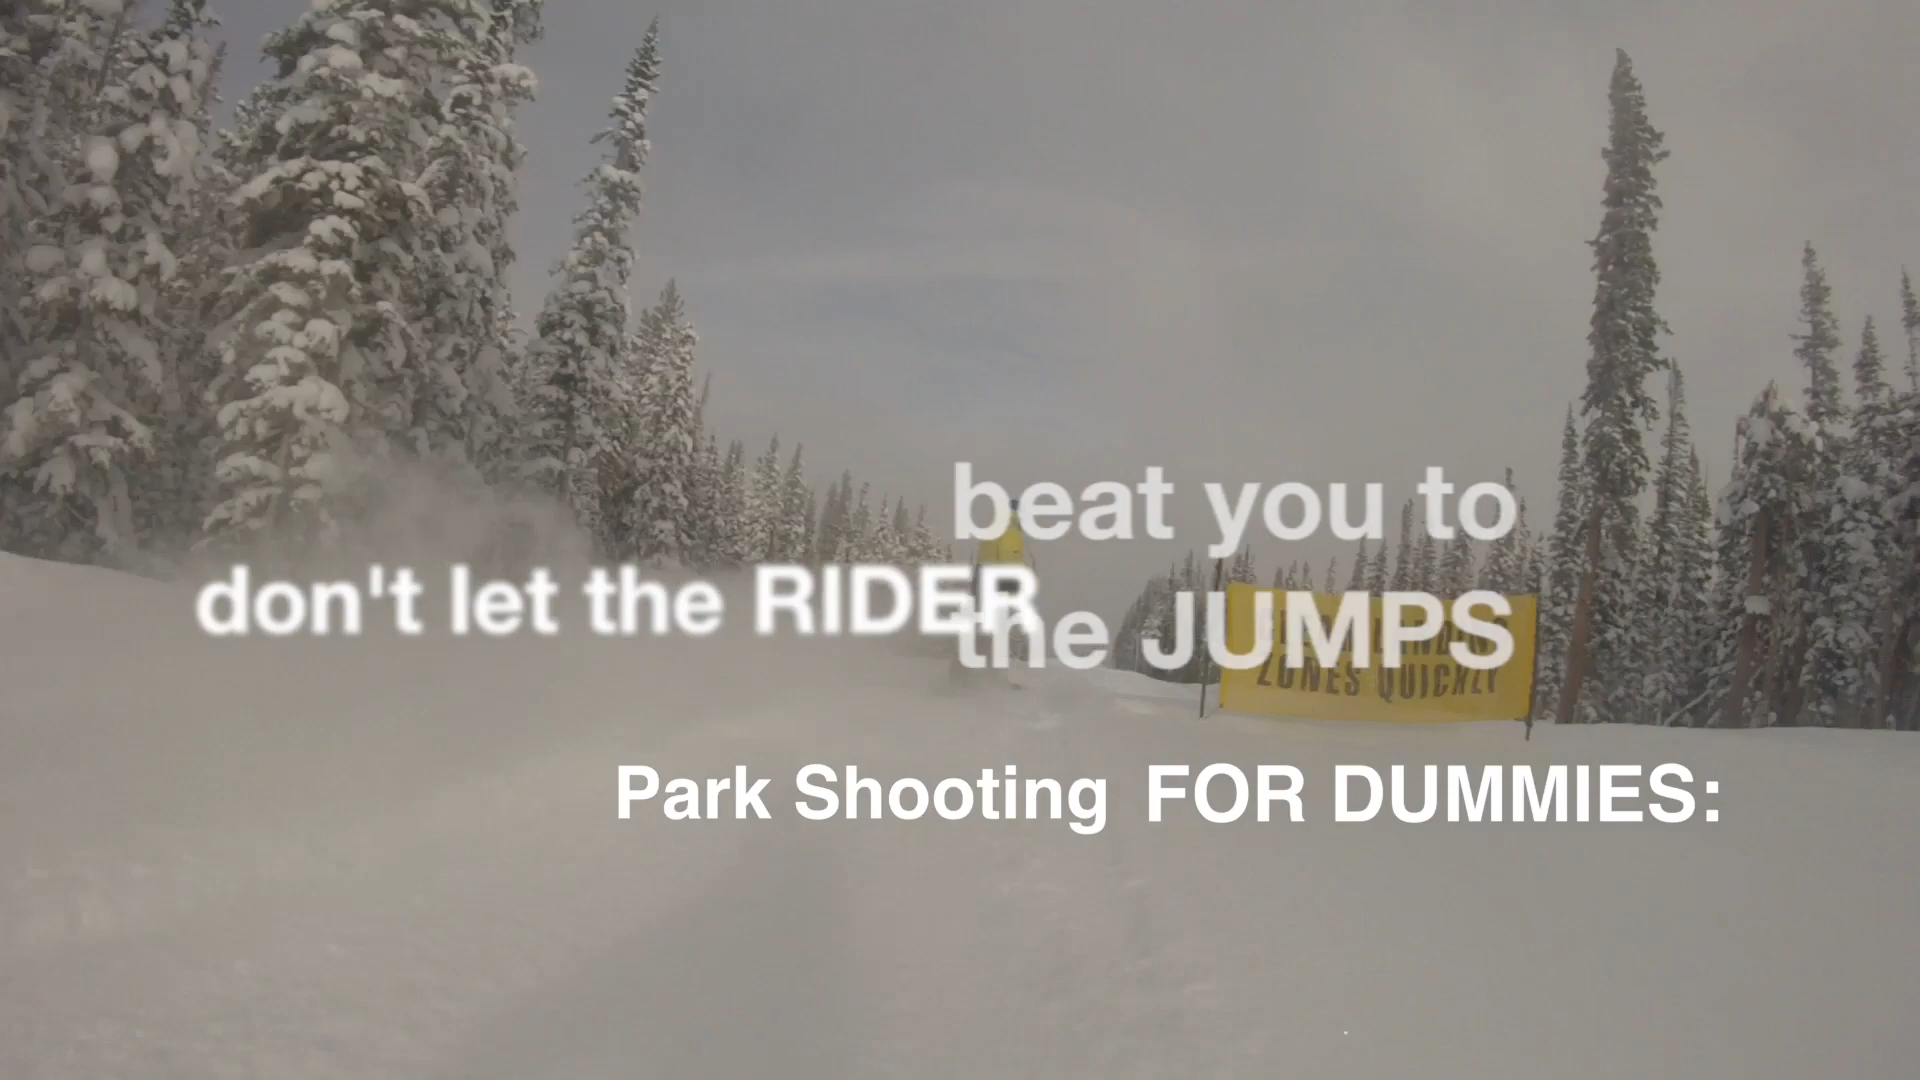 beat you to
don't let the RIDER
the JUMPS
ZONES QUICKLY
Park Shooting FOR DUMMIES: